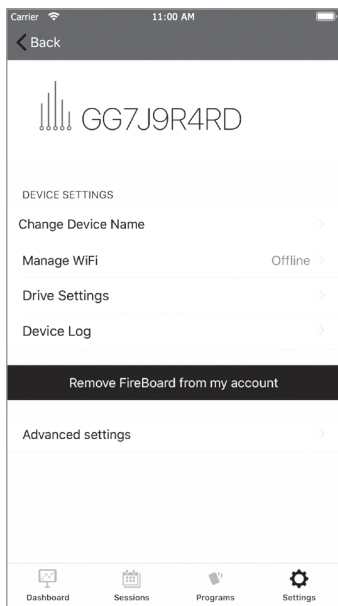 Carrier 11:00 AM
Back
GG7J9R4RD
DEVICE SETTINGS
Change Device Name
Manage WiFi Offline
Drive Settings
Device Log
Remove FireBoard from my account
Advanced settings
Dashboard Sessions Programs Settings